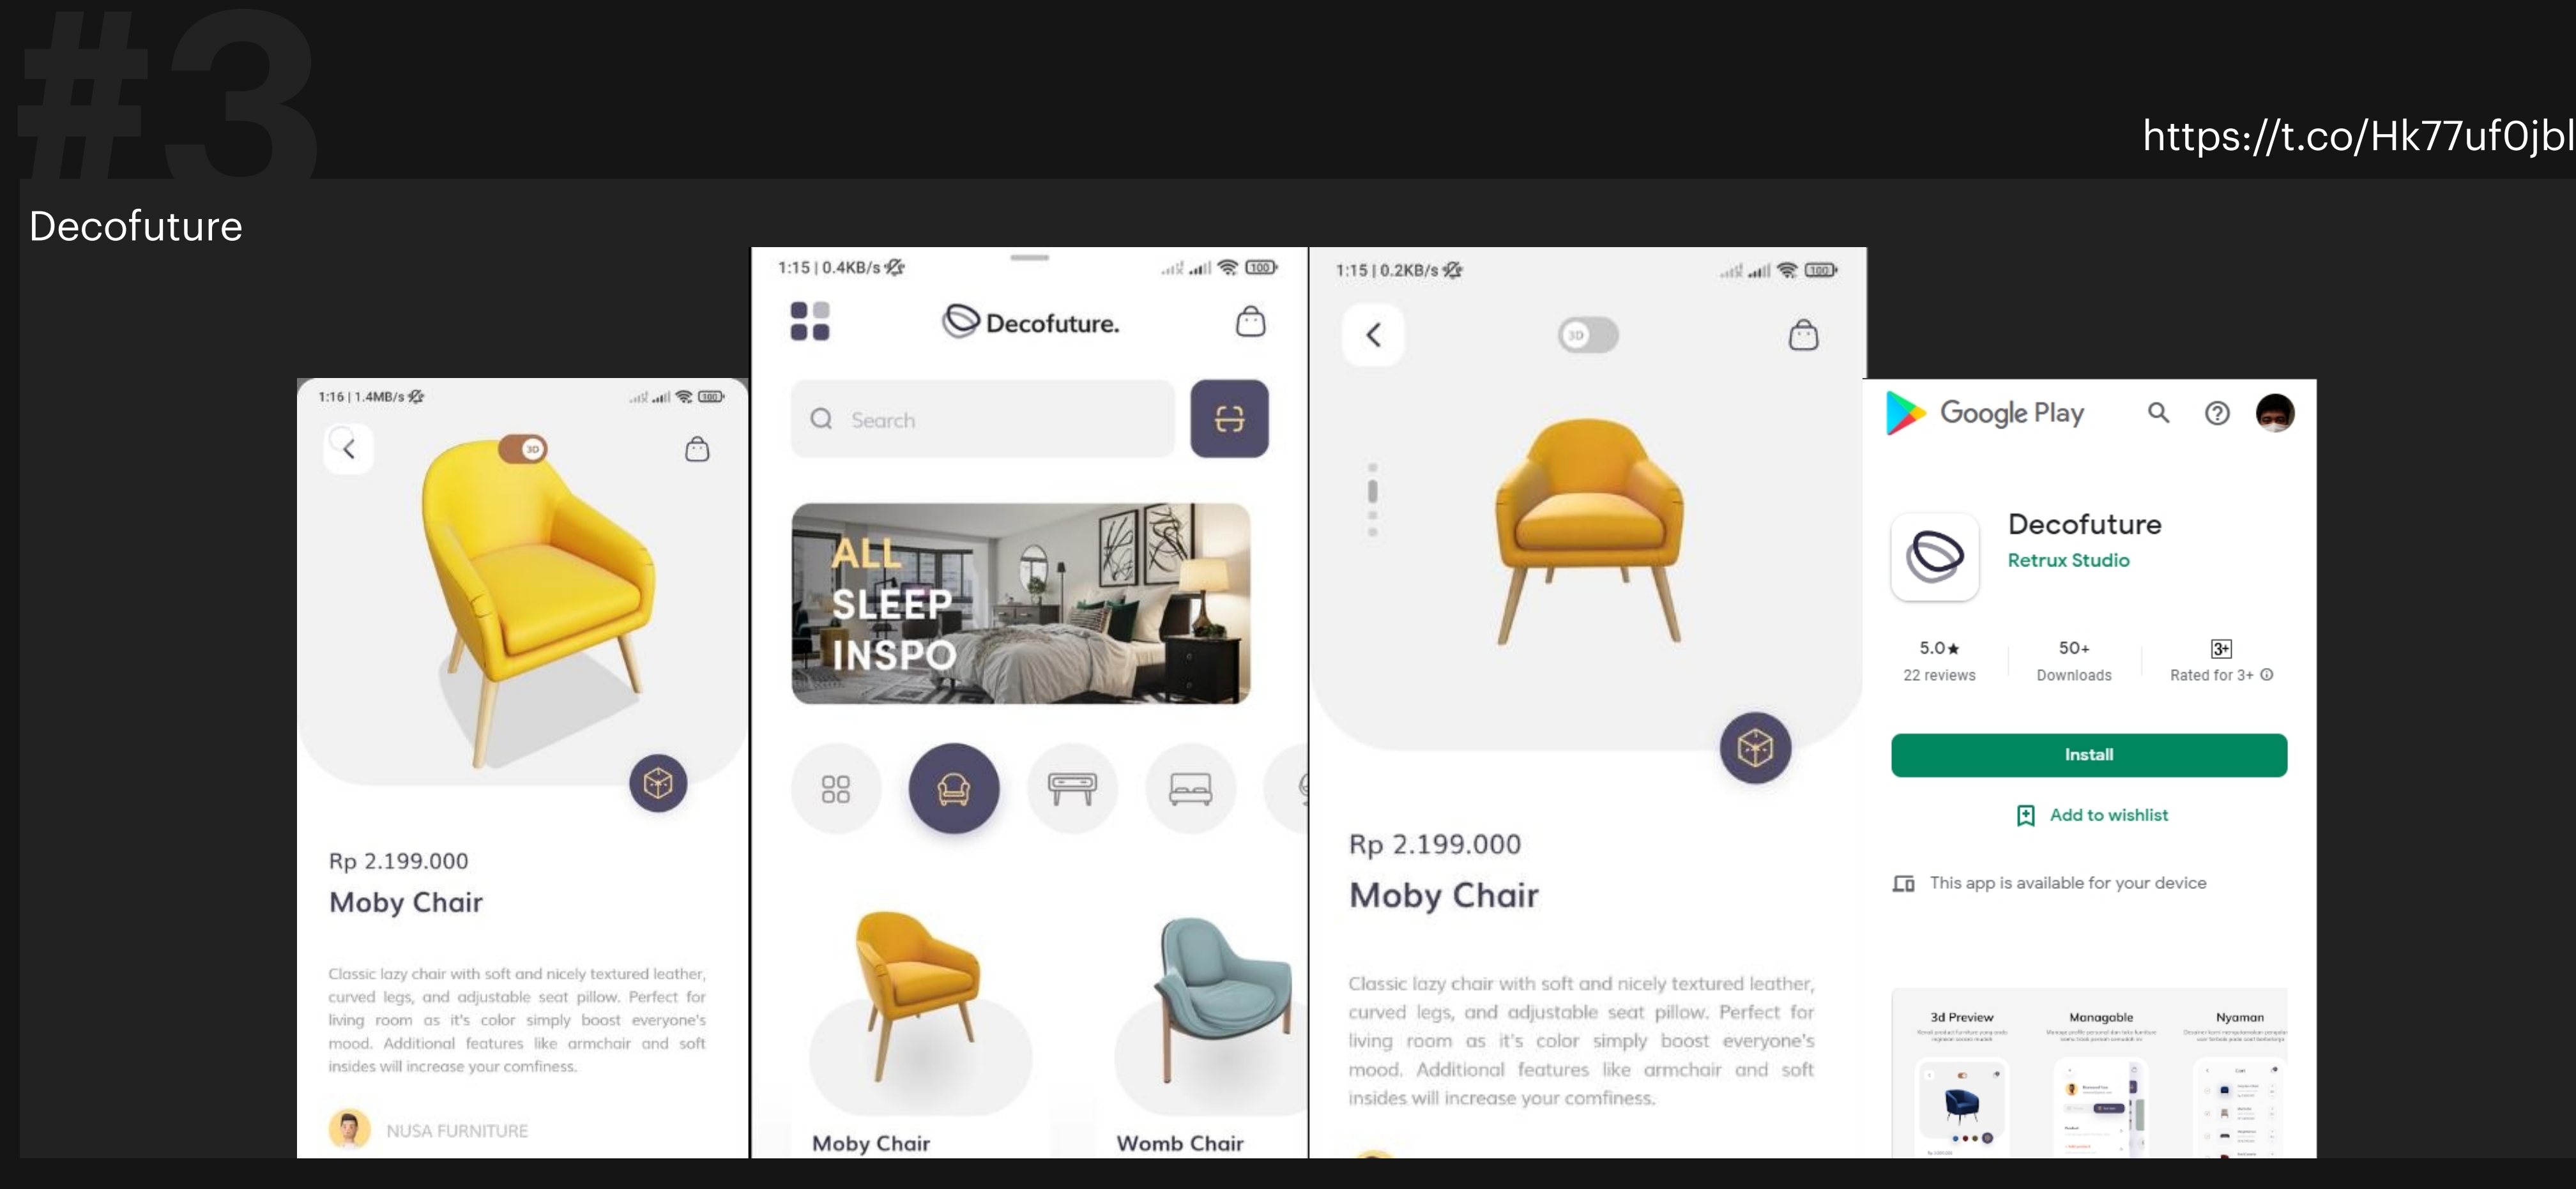 #3
https://t.co/Hk77uf0jbl
Decofuture
1:16 | 1.4MB/s
100
3D
Rp 2.199.000
Moby Chair
Classic lazy chair with soft and nicely textured leather,
curved legs, and adjustable seat pillow. Perfect for
living room as it's color simply boost everyone's
mood. Additional features like armchair and soft
insides will increase your comfiness.
NUSA FURNITURE
1:15 | 0.4KB/s
100
Decofuture.
Search
ALL
SLEEP
INSPO
Moby Chair
Womb Chair
1:15 | 0.2KB/s
100
3D
Rp 2.199.000
Moby Chair
Classic lazy chair with soft and nicely textured leather,
curved legs, and adjustable seat pillow. Perfect for
living room as it's color simply boost everyone's
mood. Additional features like armchair and soft
insides will increase your comfiness.
Google Play
Decofuture
Retrux Studio
5.0★
22 reviews
50+
Downloads
3+
Rated for 3+
Install
Add to wishlist
This app is available for your device
3d Preview
Managable
Nyaman